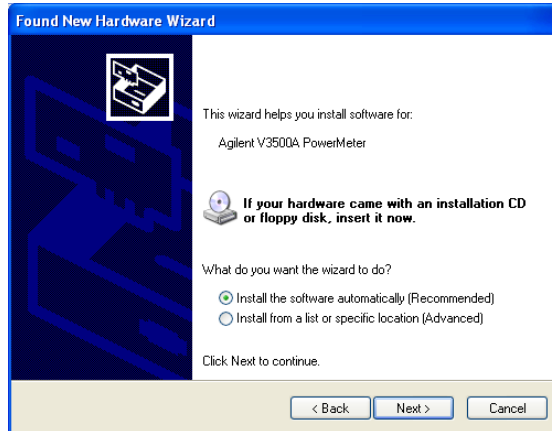 Found New Hardware Wizard
This wizard helps you install software for:
Agilent V3500A PowerMeter
If your hardware came with an installation CD
or floppy disk, insert it now.
What do you want the wizard to do?
Install the software automatically (Recommended)
Install from a list or specific location (Advanced)
Click Next to continue.
< Back Next > Cancel